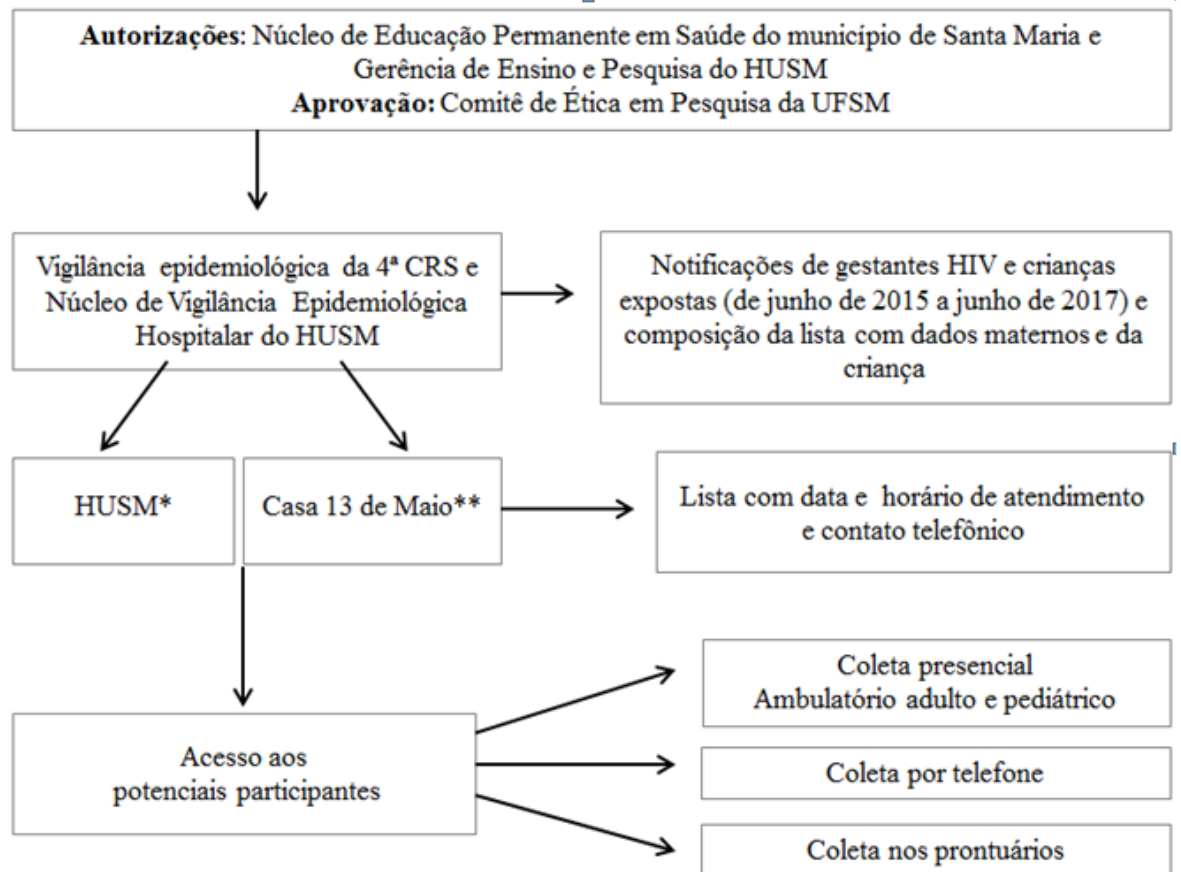 Autorizações: Núcleo de Educação Permanente em Saúde do município de Santa Maria e
Gerência de Ensino e Pesquisa do HUSM
Aprovação: Comitê de Ética em Pesquisa da UFSM
Vigilância epidemiológica da 4ª CRS e
Núcleo de Vigilância Epidemiológica
Hospitalar do HUSM
Notificações de gestantes HIV e crianças
expostas (de junho de 2015 a junho de 2017) e
composição da lista com dados maternos e da
criança
HUSM*
Casa 13 de Maio**
Lista com data e horário de atendimento
e contato telefônico
Acesso aos
potenciais participantes
Coleta presencial
Ambulatório adulto e pediátrico
Coleta por telefone
Coleta nos prontuários